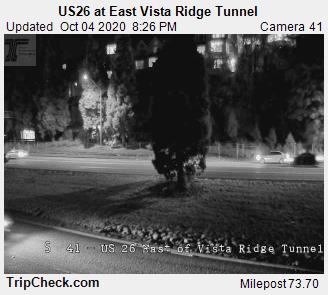 US26 at East Vista Ridge Tunnel
Updated Oct 04 2020 8:26 PM Camera 41
S 41 - US 26 East of Vista Ridge Tunnel
TripCheck.com Milepost 73.70